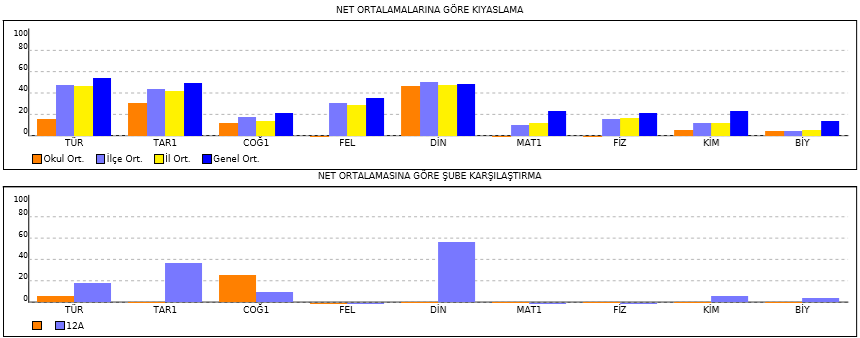 NET ORTALAMALARINA GÖRE KIYASLAMA
100
80
60
40
20
0
TÜR TAR1 COĞ1 FEL DİN MAT1 FİZ KİM BİY
Okul Ort. İlçe Ort. İl Ort. Genel Ort.
NET ORTALAMASINA GÖRE ŞUBE KARŞILAŞTIRMA
100
80
60
40
20
0
TÜR TAR1 COĞ1 FEL DİN MAT1 FİZ KİM BİY
12A